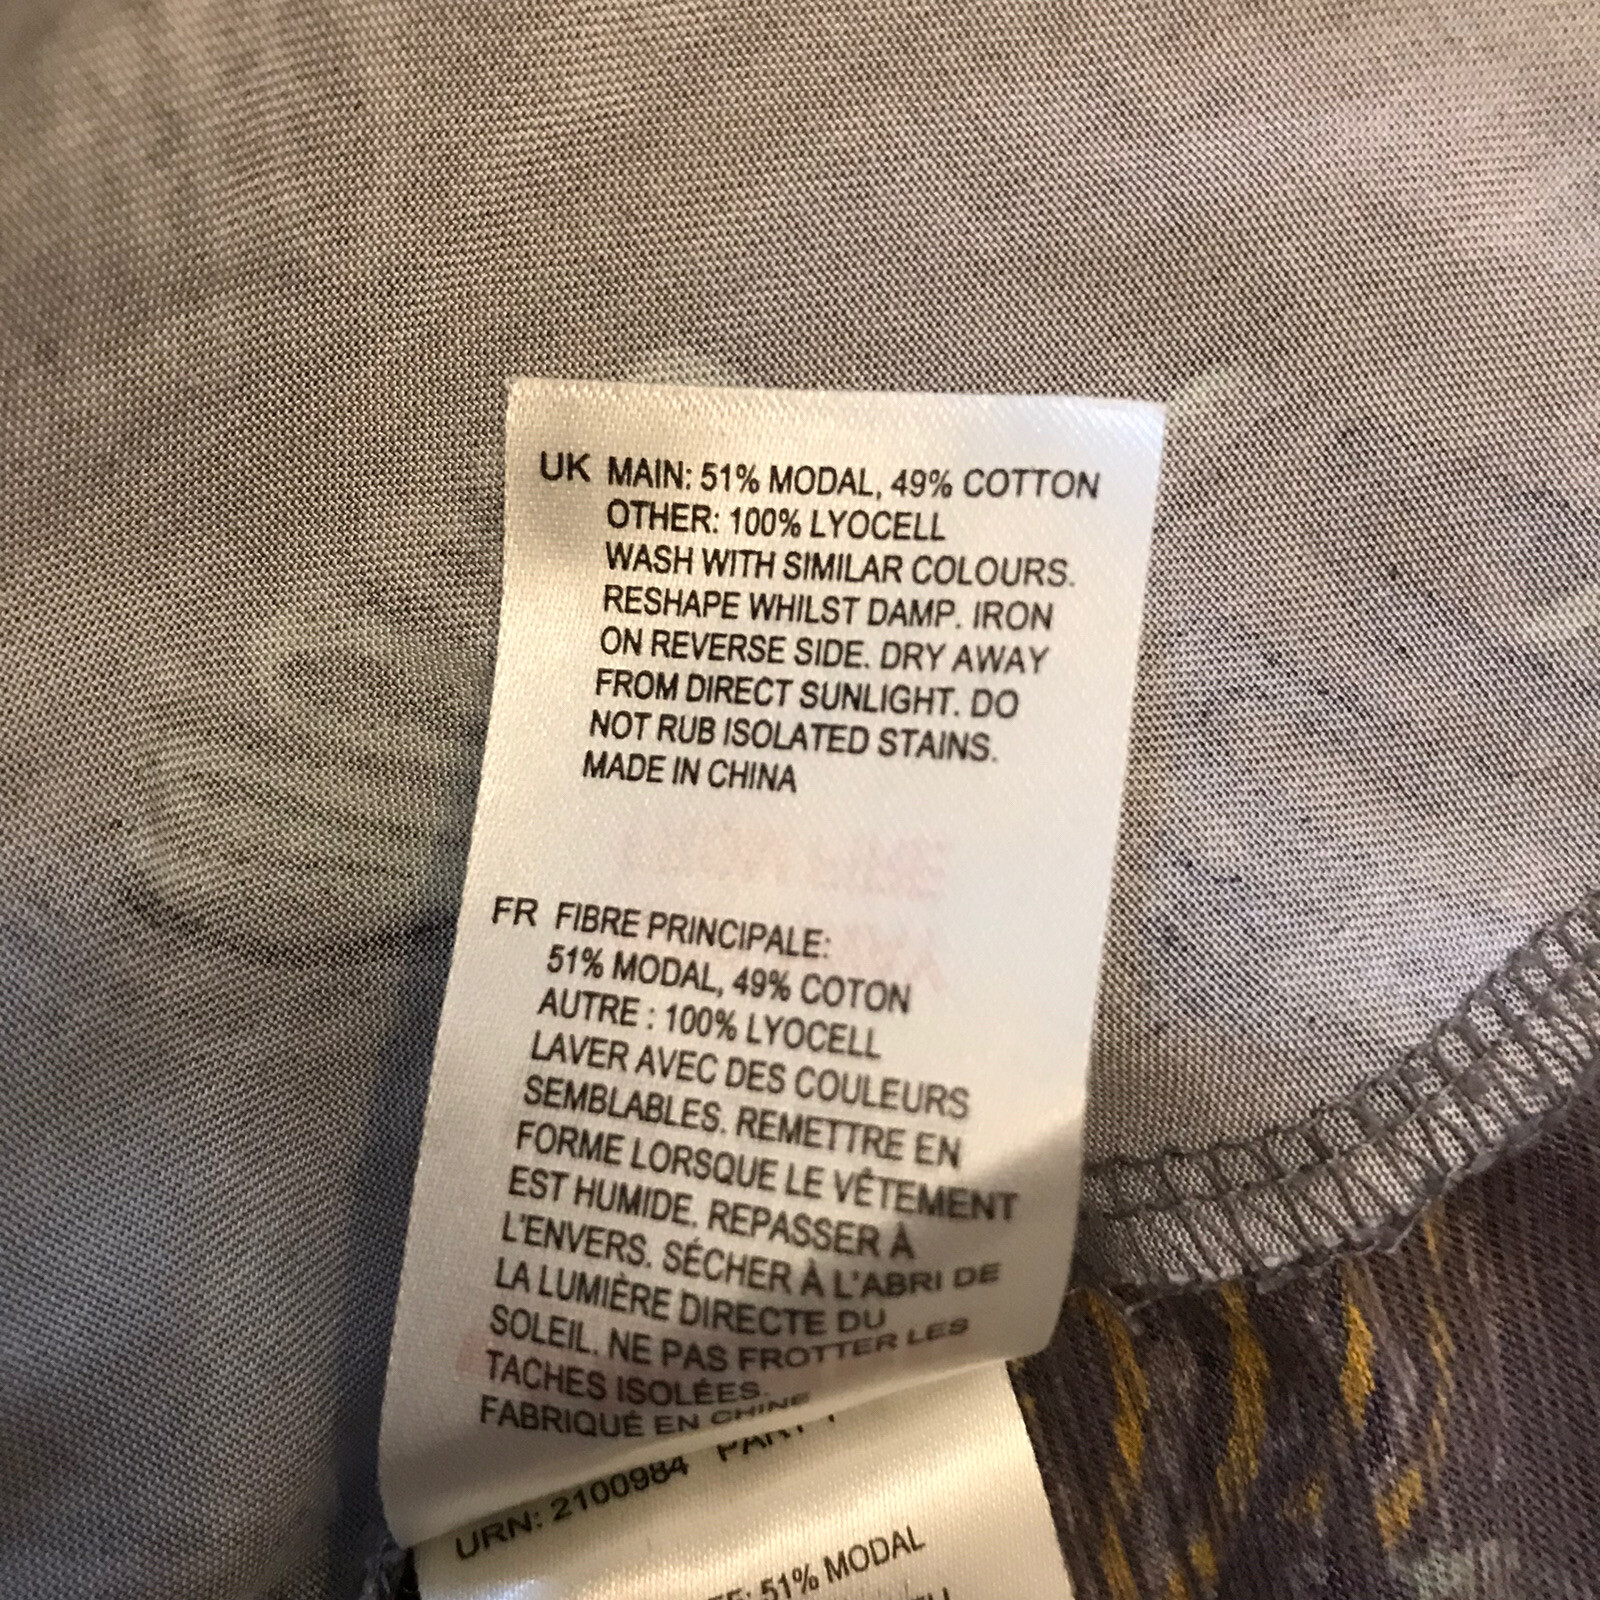 UK MAIN: 51% MODAL, 49% COTTON
OTHER: 100% LYOCELL
WASH WITH SIMILAR COLOURS.
RESHAPE WHILST DAMP. IRON
ON REVERSE SIDE. DRY AWAY
FROM DIRECT SUNLIGHT. DO
NOT RUB ISOLATED STAINS.
MADE IN CHINA
FR FIBRE PRINCIPALE:
51% MODAL, 49% COTON
AUTRE : 100% LYOCELL
LAVER AVEC DES COULEURS
SEMBLABLES. REMETTRE EN
FORME LORSQUE LE VÊTEMENT
EST HUMIDE. REPASSER À
L'ENVERS. SÉCHER À L'ABRI DE
LA LUMIÈRE DIRECTE DU
SOLEIL. NE PAS FROTTER LES
TACHES ISOLÉES.
FABRIQUÉ EN CHINE
URN: 2100984 PART
51% MODAL